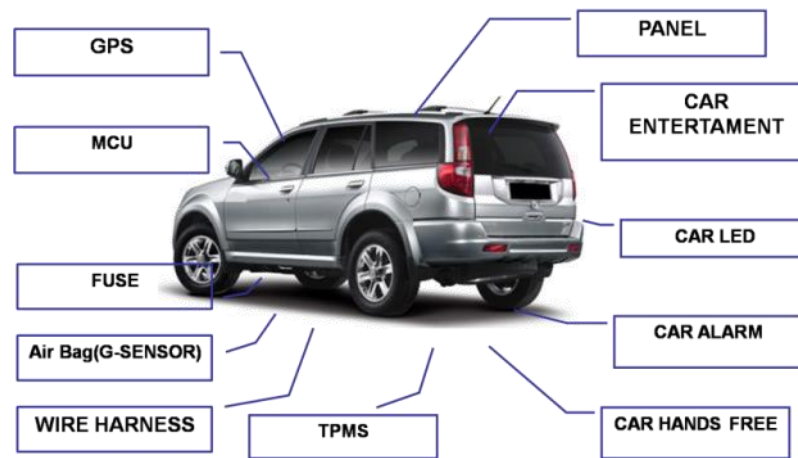 GPS
PANEL
CAR
ENTERTAMENT
MCU
CAR LED
FUSE
CAR ALARM
Air Bag(G-SENSOR)
WIRE HARNESS
TPMS
CAR HANDS FREE